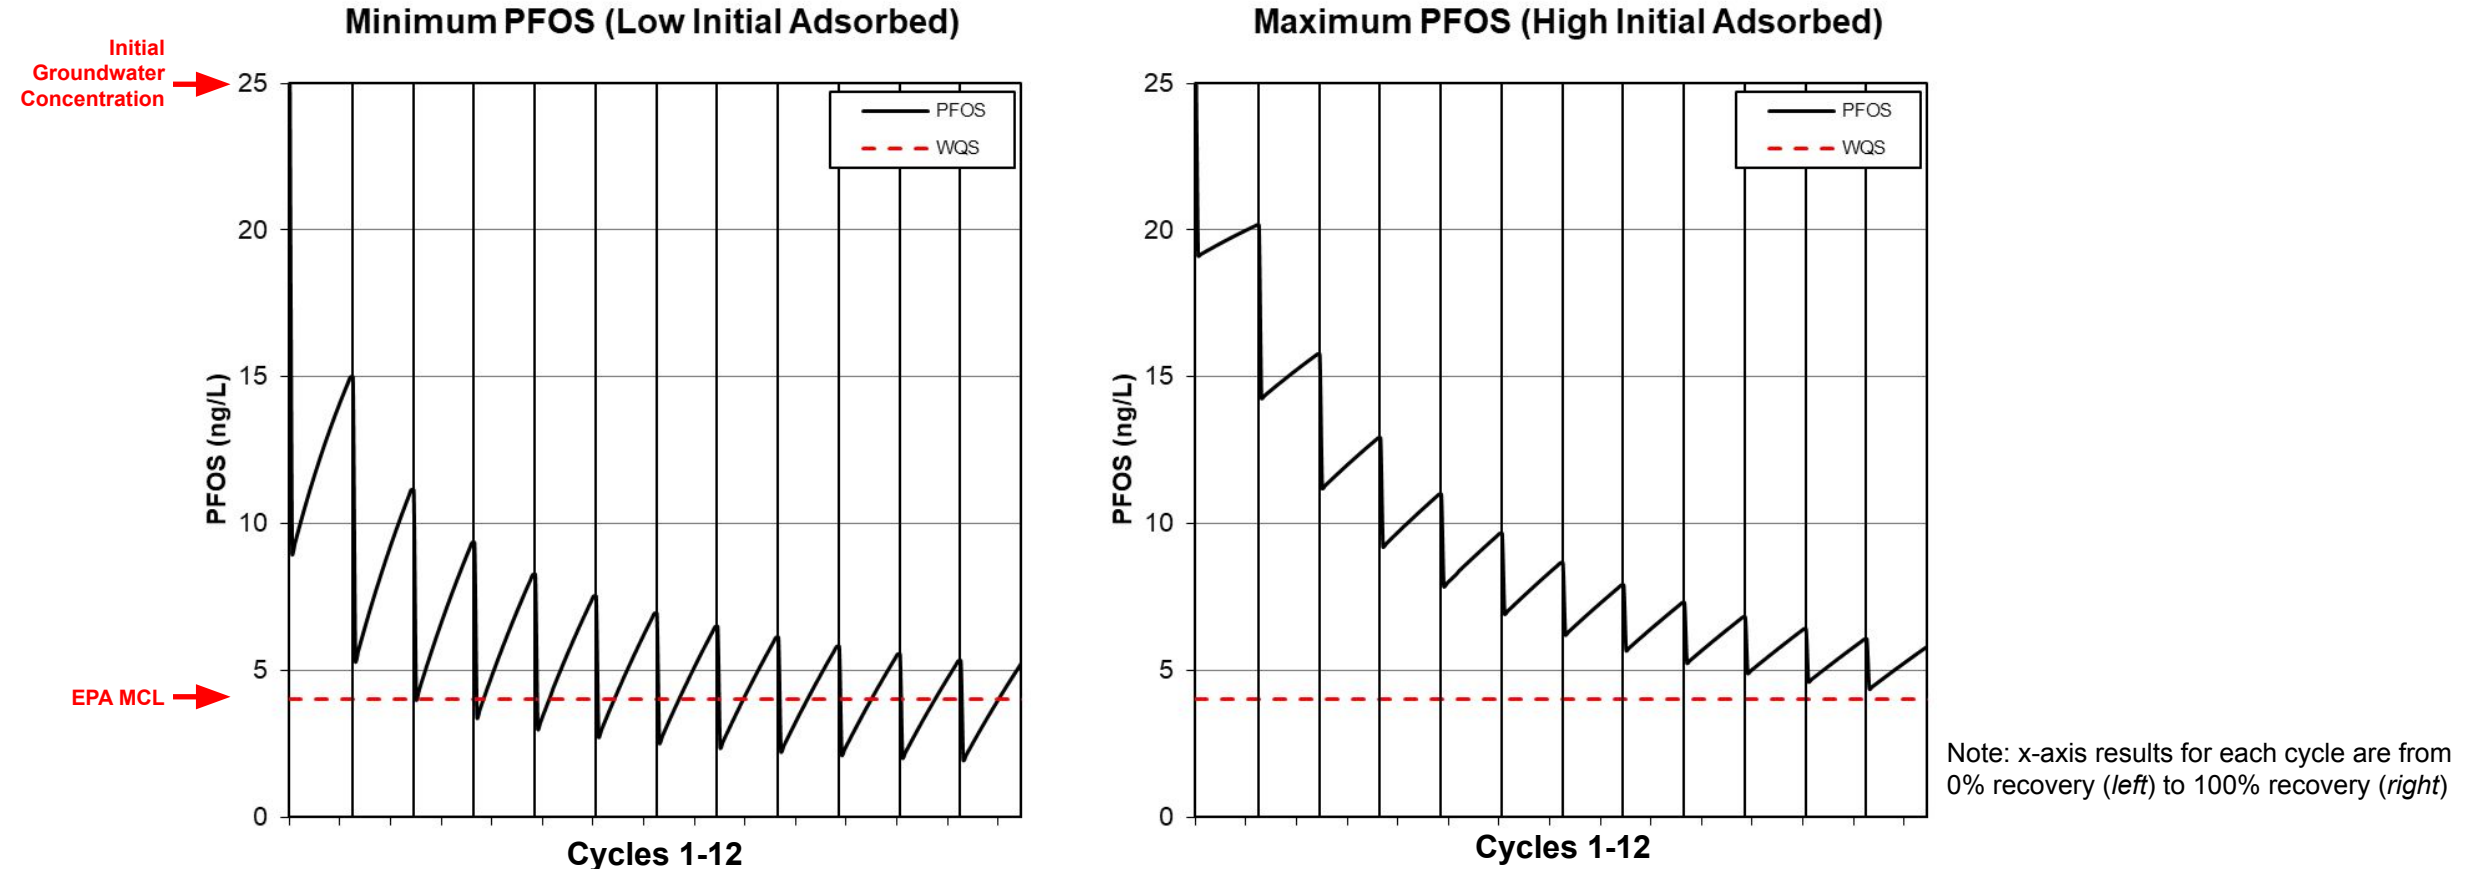 Minimum PFOS (Low Initial Adsorbed)
Initial
Groundwater
Concentration
25
20
15
10
5
0
PFOS (ng/L)
PFOS
WQS
EPA MCL
Cycles 1-12
Maximum PFOS (High Initial Adsorbed)
25
20
15
10
5
0
PFOS (ng/L)
PFOS
WQS
Cycles 1-12
Note: x-axis results for each cycle are from
0% recovery (left) to 100% recovery (right)